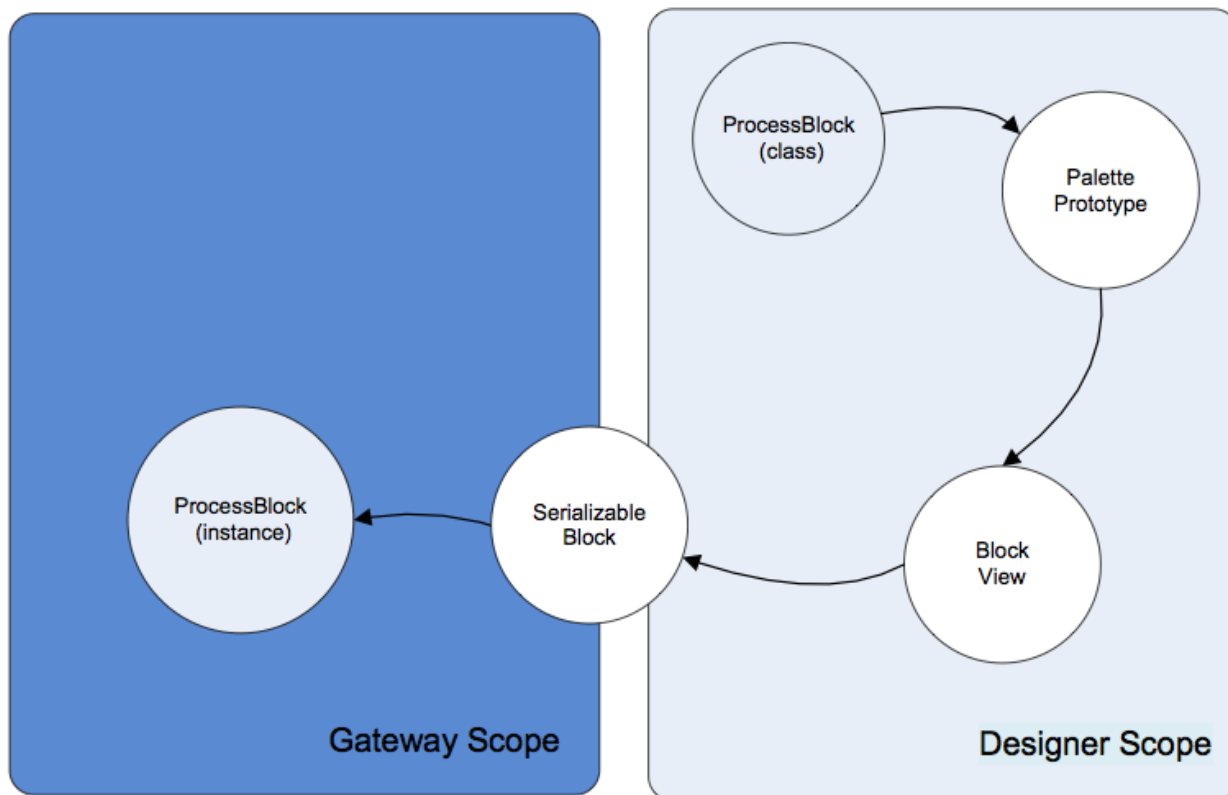 ProcessBlock
(class)
Palette
Prototype
ProcessBlock
(instance)
Serializable
Block
Block
View
Gateway Scope
Designer Scope